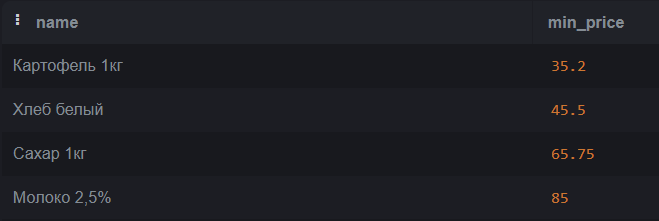 name min_price
Картофель 1кг 35.2
Хлеб белый 45.5
Сахар 1кг 65.75
Молоко 2,5% 85